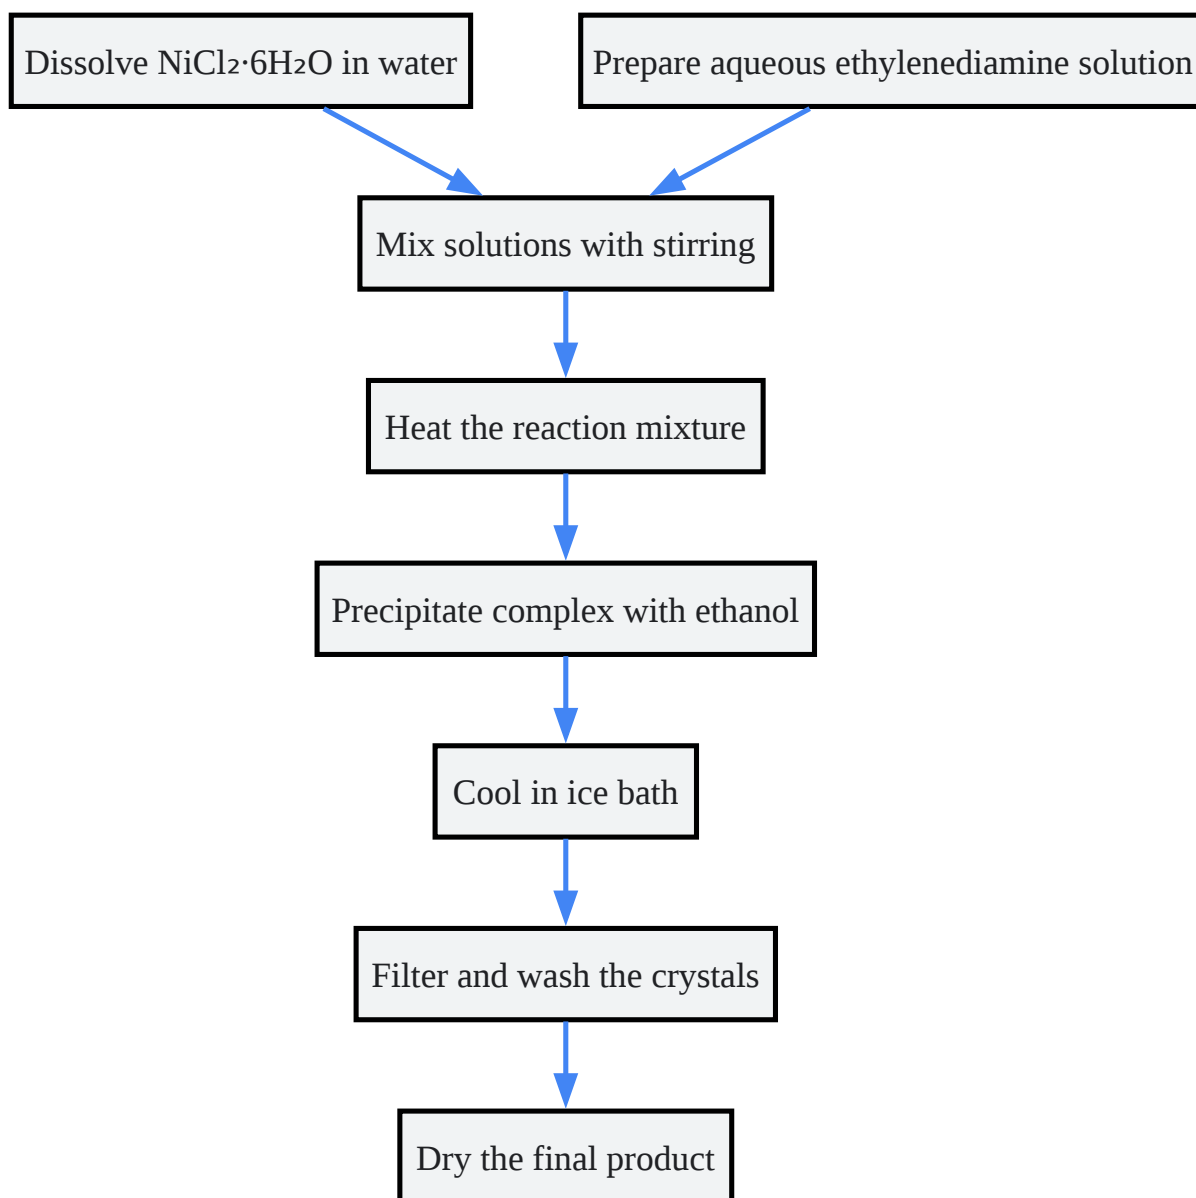 Dissolve NiCl₂·6H₂O in water
Prepare aqueous ethylenediamine solution
Mix solutions with stirring
Heat the reaction mixture
Precipitate complex with ethanol
Cool in ice bath
Filter and wash the crystals
Dry the final product